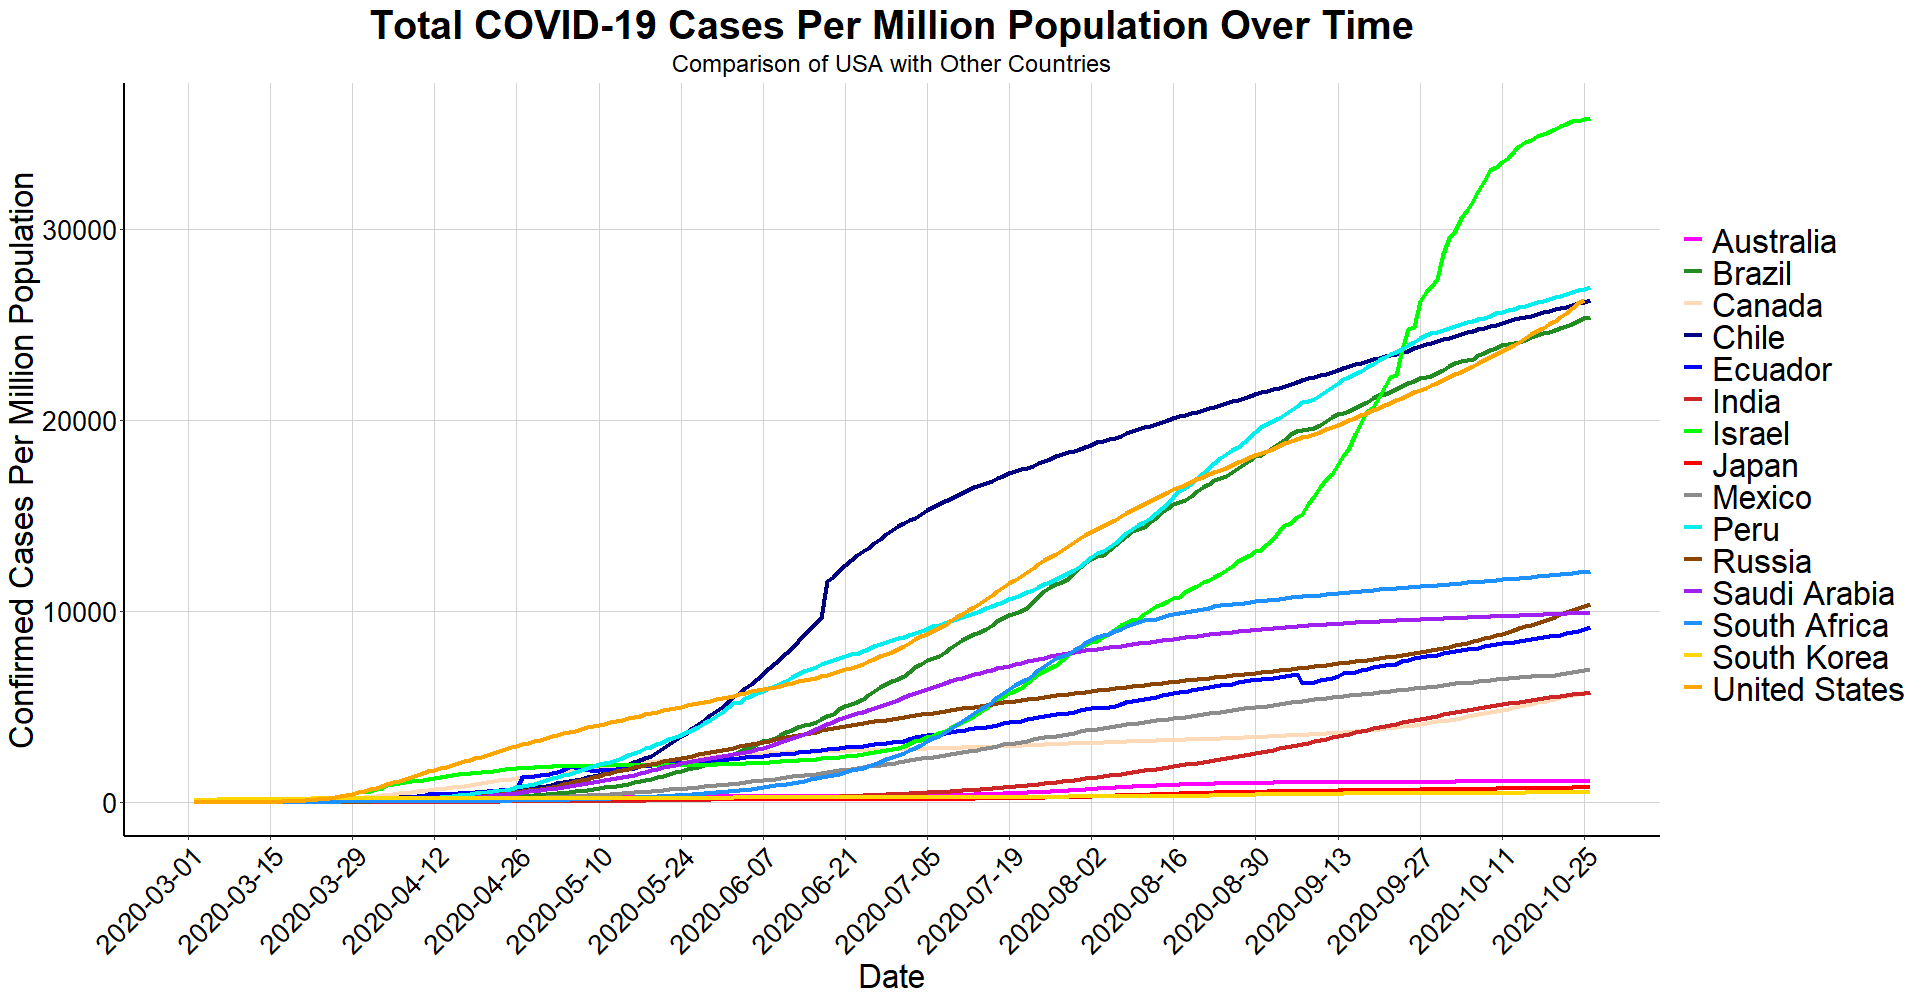 Total COVID-19 Cases Per Million Population Over Time
Comparison of USA with Other Countries
Confirmed Cases Per Million Population
30000
20000
10000
0
2020-03-01
2020-03-15
2020-03-29
2020-04-12
2020-04-26
2020-05-10
2020-05-24
2020-06-07
2020-06-21
2020-07-05
2020-07-19
2020-08-02
2020-08-16
2020-08-30
2020-09-13
2020-09-27
2020-10-11
2020-10-25
Date
Australia
Brazil
Canada
Chile
Ecuador
India
Israel
Japan
Mexico
Peru
Russia
Saudi Arabia
South Africa
South Korea
United States